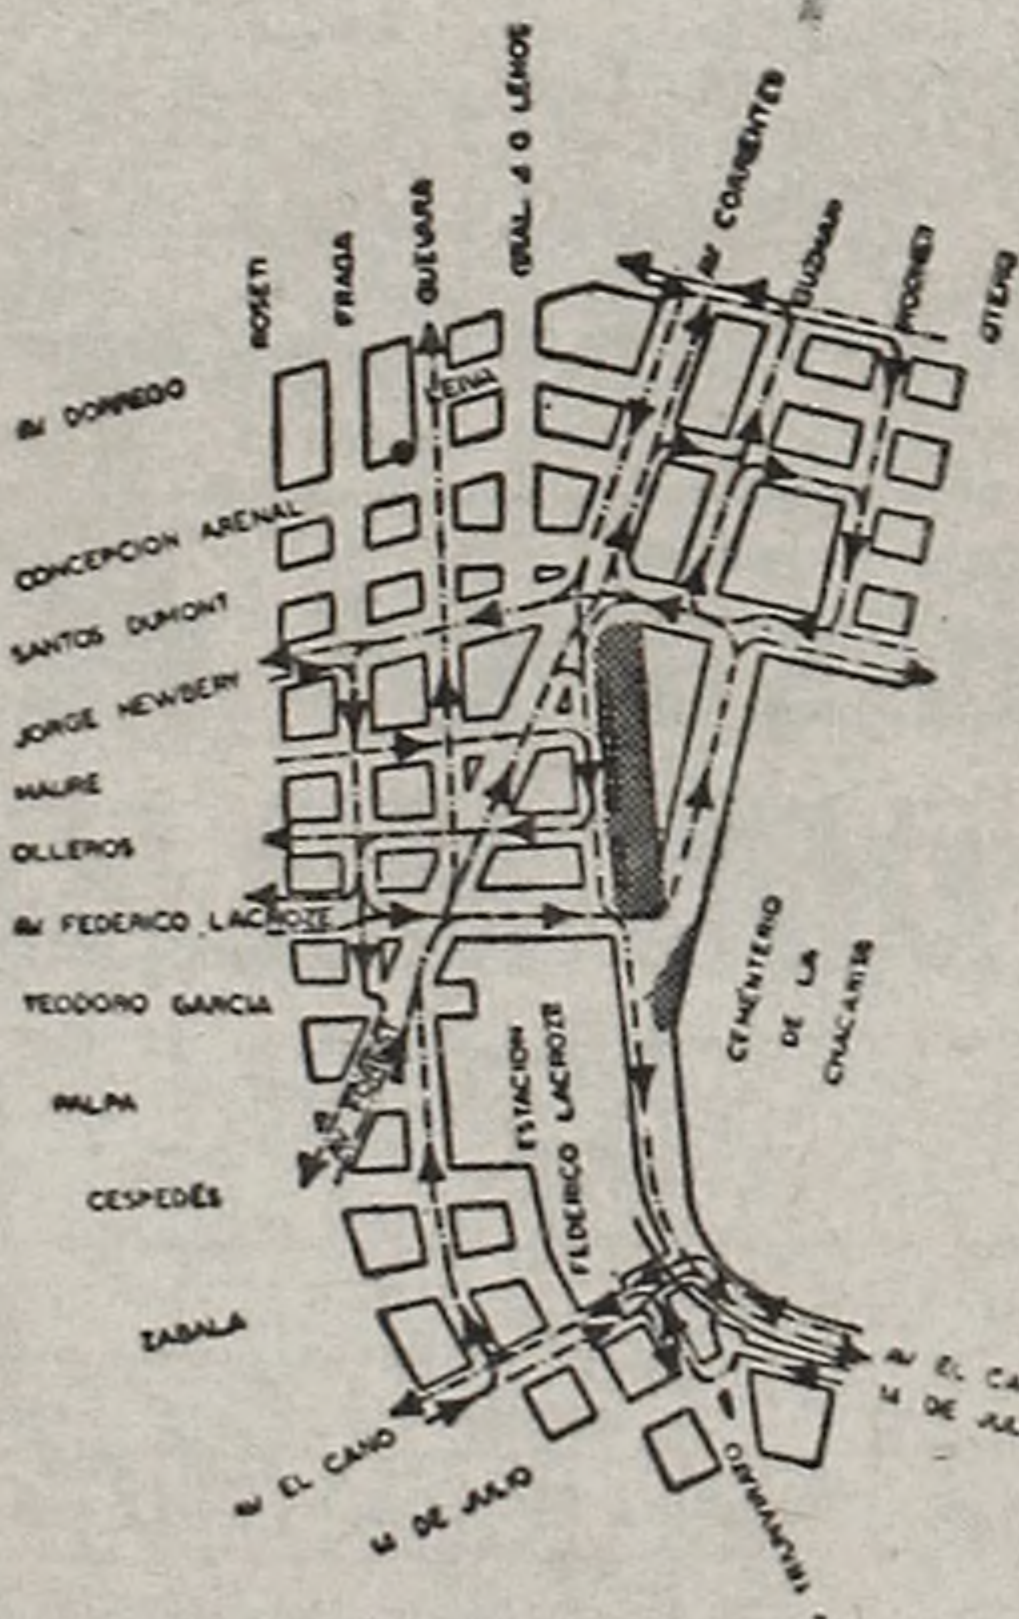 ROSETI
FRAGA
GUEVARA
GRAL. J O LEMOS
AV CORRIENTES
GUZMAN
OTERO
AV DORREGO
LEIVA
CONCEPCION ARENAL
SANTOS DUMONT
JORGE NEWBERY
MAURE
OLLEROS
AV FEDERICO LACROZE
TEODORO GARCIA
PALPA
CESPEDES
ZABALA
AV EL CANO
14 DE JULIO
ESTACION
FEDERICO LACROZE
CEMENTERIO
DE LA
CHACARITA
AV EL CA
14 DE JUL
TRIUNVIRATO